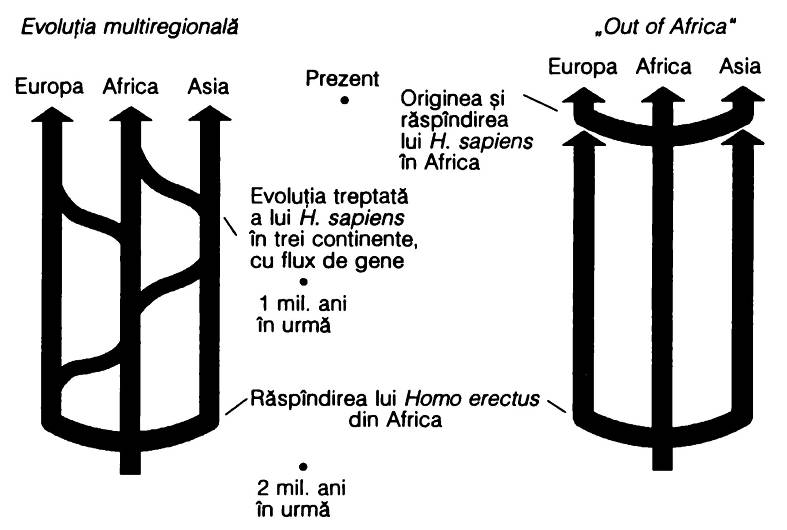 Evoluția multiregională
„Out of Africa“
Europa Africa Asia
Prezent
Europa Africa Asia
Originea și
răspîndirea
lui H. sapiens
în Africa
Evoluția treptată
a lui H. sapiens
în trei continente,
cu flux de gene
1 mil. ani
în urmă
Răspîndirea lui Homo erectus
din Africa
2 mil. ani
în urmă